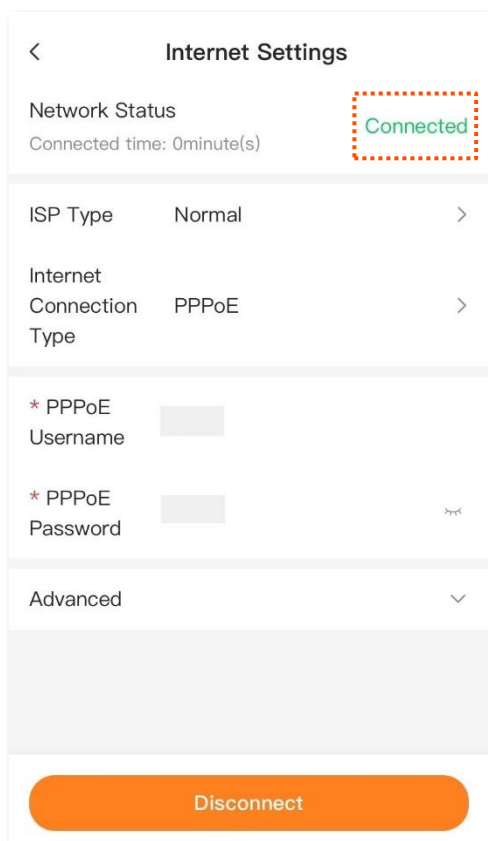 Internet Settings
Network Status
Connected
Connected time: 0minute(s)
ISP Type
Normal
Internet
Connection
Type
PPPoE
* PPPoE
Username
* PPPoE
Password
Advanced
Disconnect